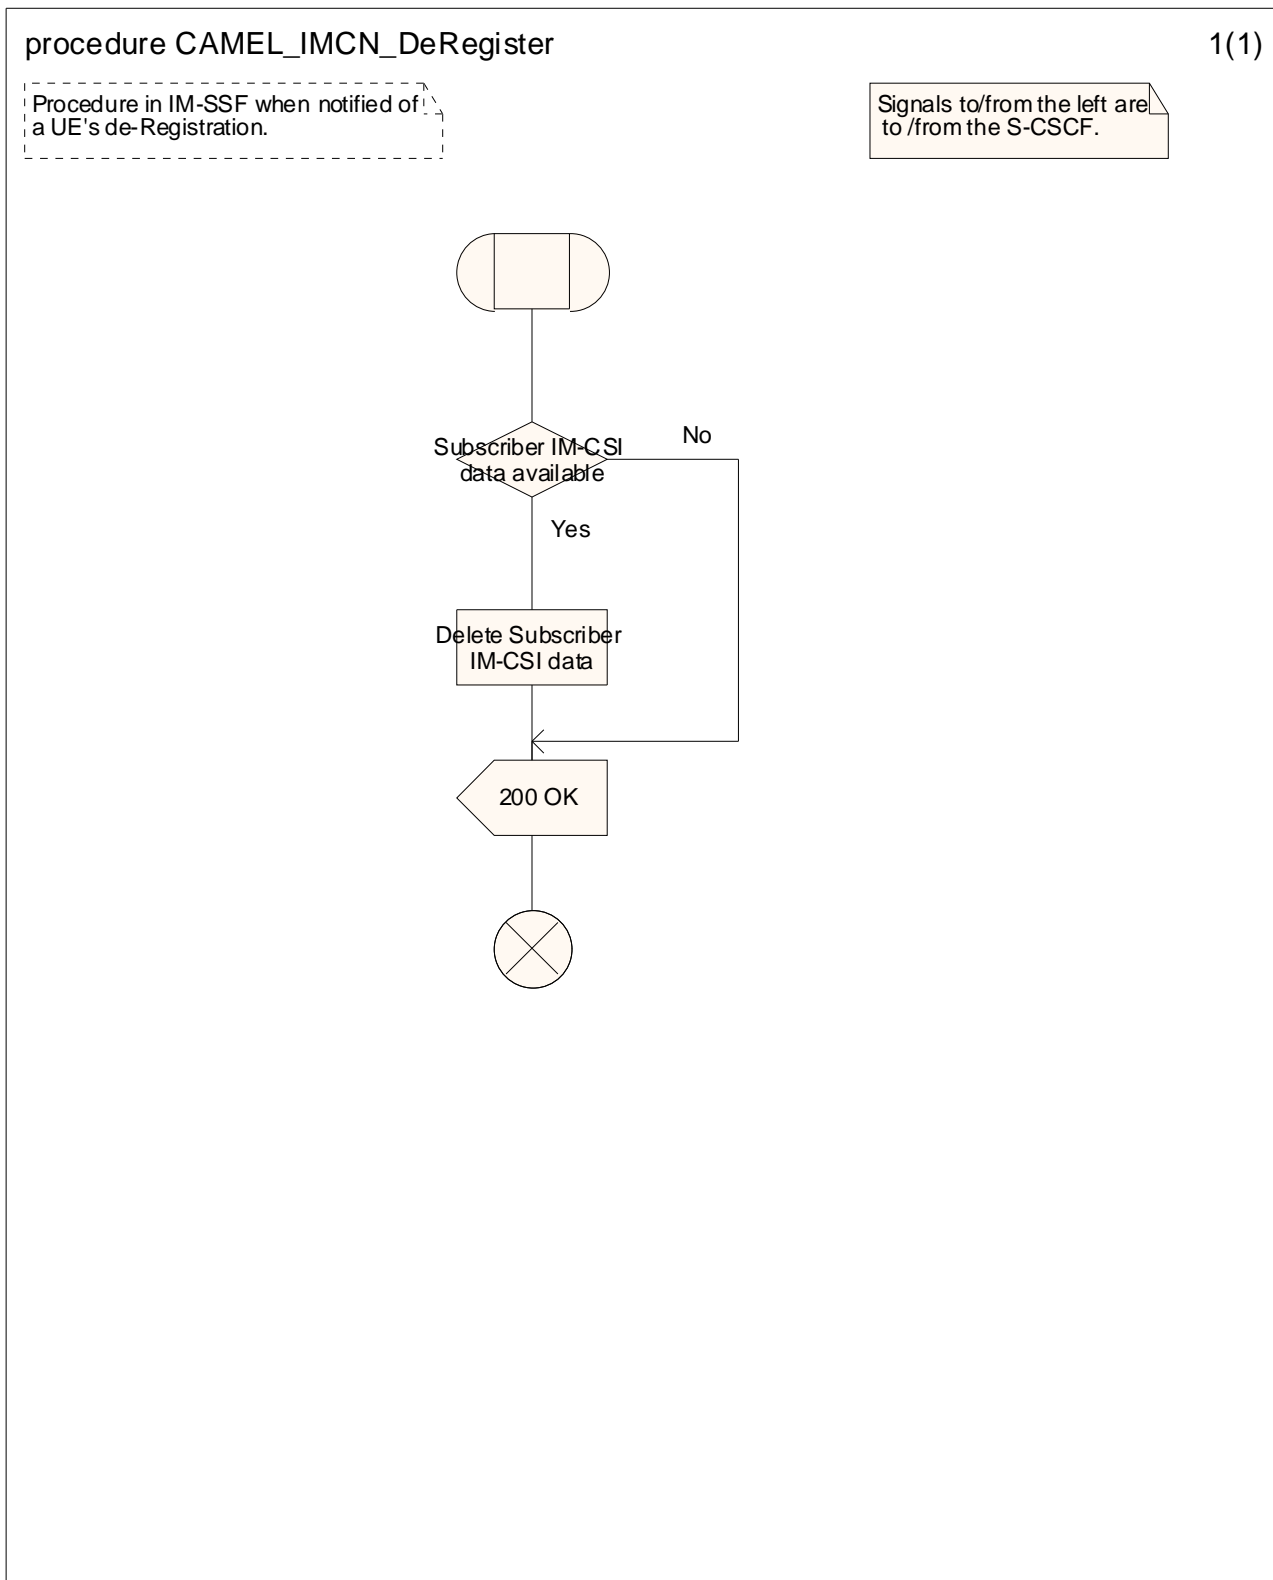 procedure CAMEL_IMCN_DeRegister
1(1)
Procedure in IM-SSF when notified of
a UE's de-Registration.
Signals to/from the left are
to /from the S-CSCF.
Subscriber IM-CSI
data available
No
Yes
Delete Subscriber
IM-CSI data
200 OK